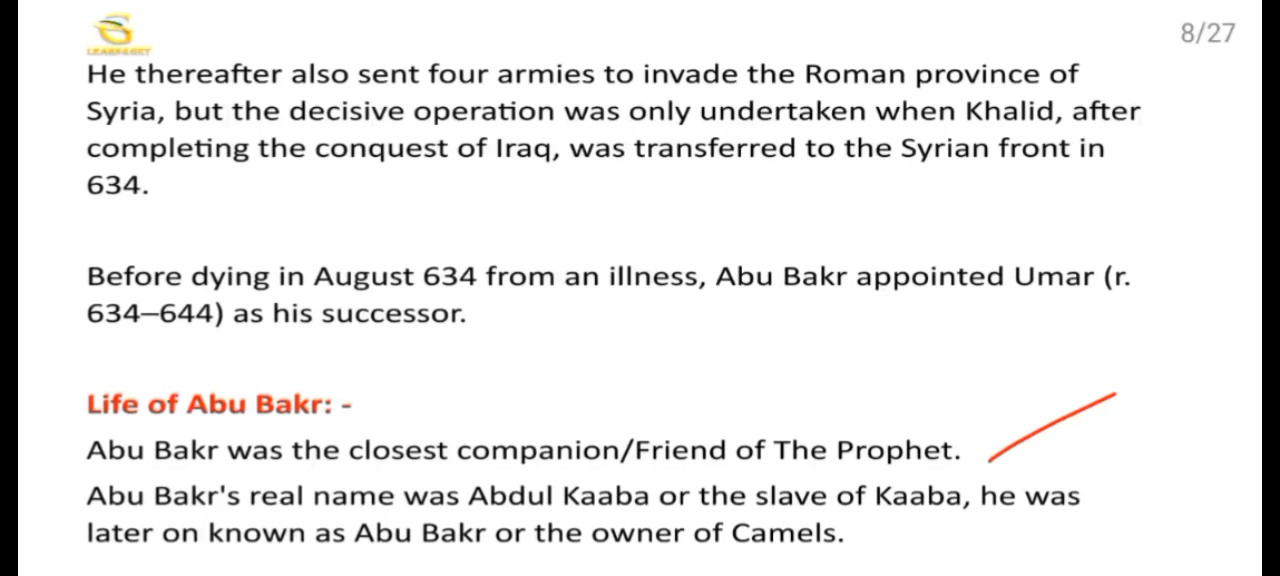 LEARN&GET
8/27
He thereafter also sent four armies to invade the Roman province of
Syria, but the decisive operation was only undertaken when Khalid, after
completing the conquest of Iraq, was transferred to the Syrian front in
634.
Before dying in August 634 from an illness, Abu Bakr appointed Umar (r.
634–644) as his successor.
Life of Abu Bakr: -
Abu Bakr was the closest companion/Friend of The Prophet.
Abu Bakr's real name was Abdul Kaaba or the slave of Kaaba, he was
later on known as Abu Bakr or the owner of Camels.